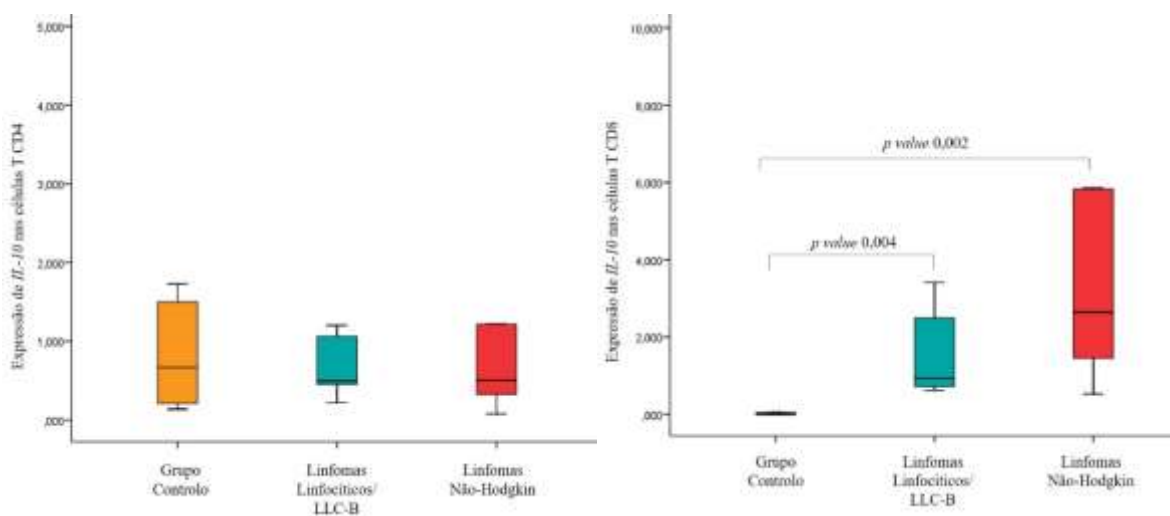 Expressão de IL-10 nas células T CD4
5,000
4,000
3,000
2,000
1,000
,000
Grupo
Controlo
Linfomas
Linfocíticos/
LLC-B
Linfomas
Não-Hodgkin
Expressão de IL-10 nas células T CD8
10,000
8,000
6,000
4,000
2,000
,000
p value 0,002
p value 0,004
Grupo
Controlo
Linfomas
Linfocíticos/
LLC-B
Linfomas
Não-Hodgkin